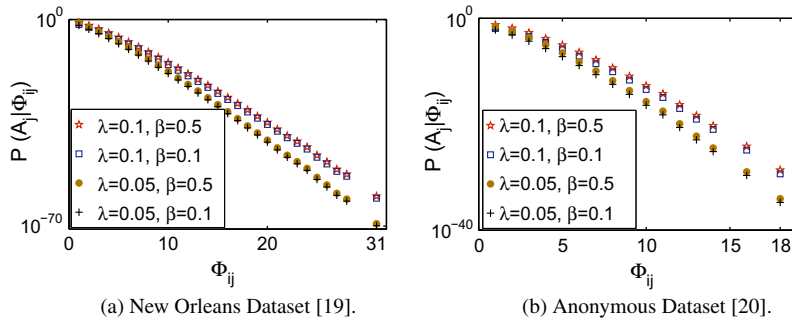 10^0
P (A_j|Φ_ij)
λ=0.1, β=0.5
λ=0.1, β=0.1
λ=0.05, β=0.5
λ=0.05, β=0.1
10^−70
0 10 20 31
Φ_ij
(a) New Orleans Dataset [19].
10^0
P (A_j|Φ_ij)
λ=0.1, β=0.5
λ=0.1, β=0.1
λ=0.05, β=0.5
λ=0.05, β=0.1
10^−40
0 5 10 15 18
Φ_ij
(b) Anonymous Dataset [20].